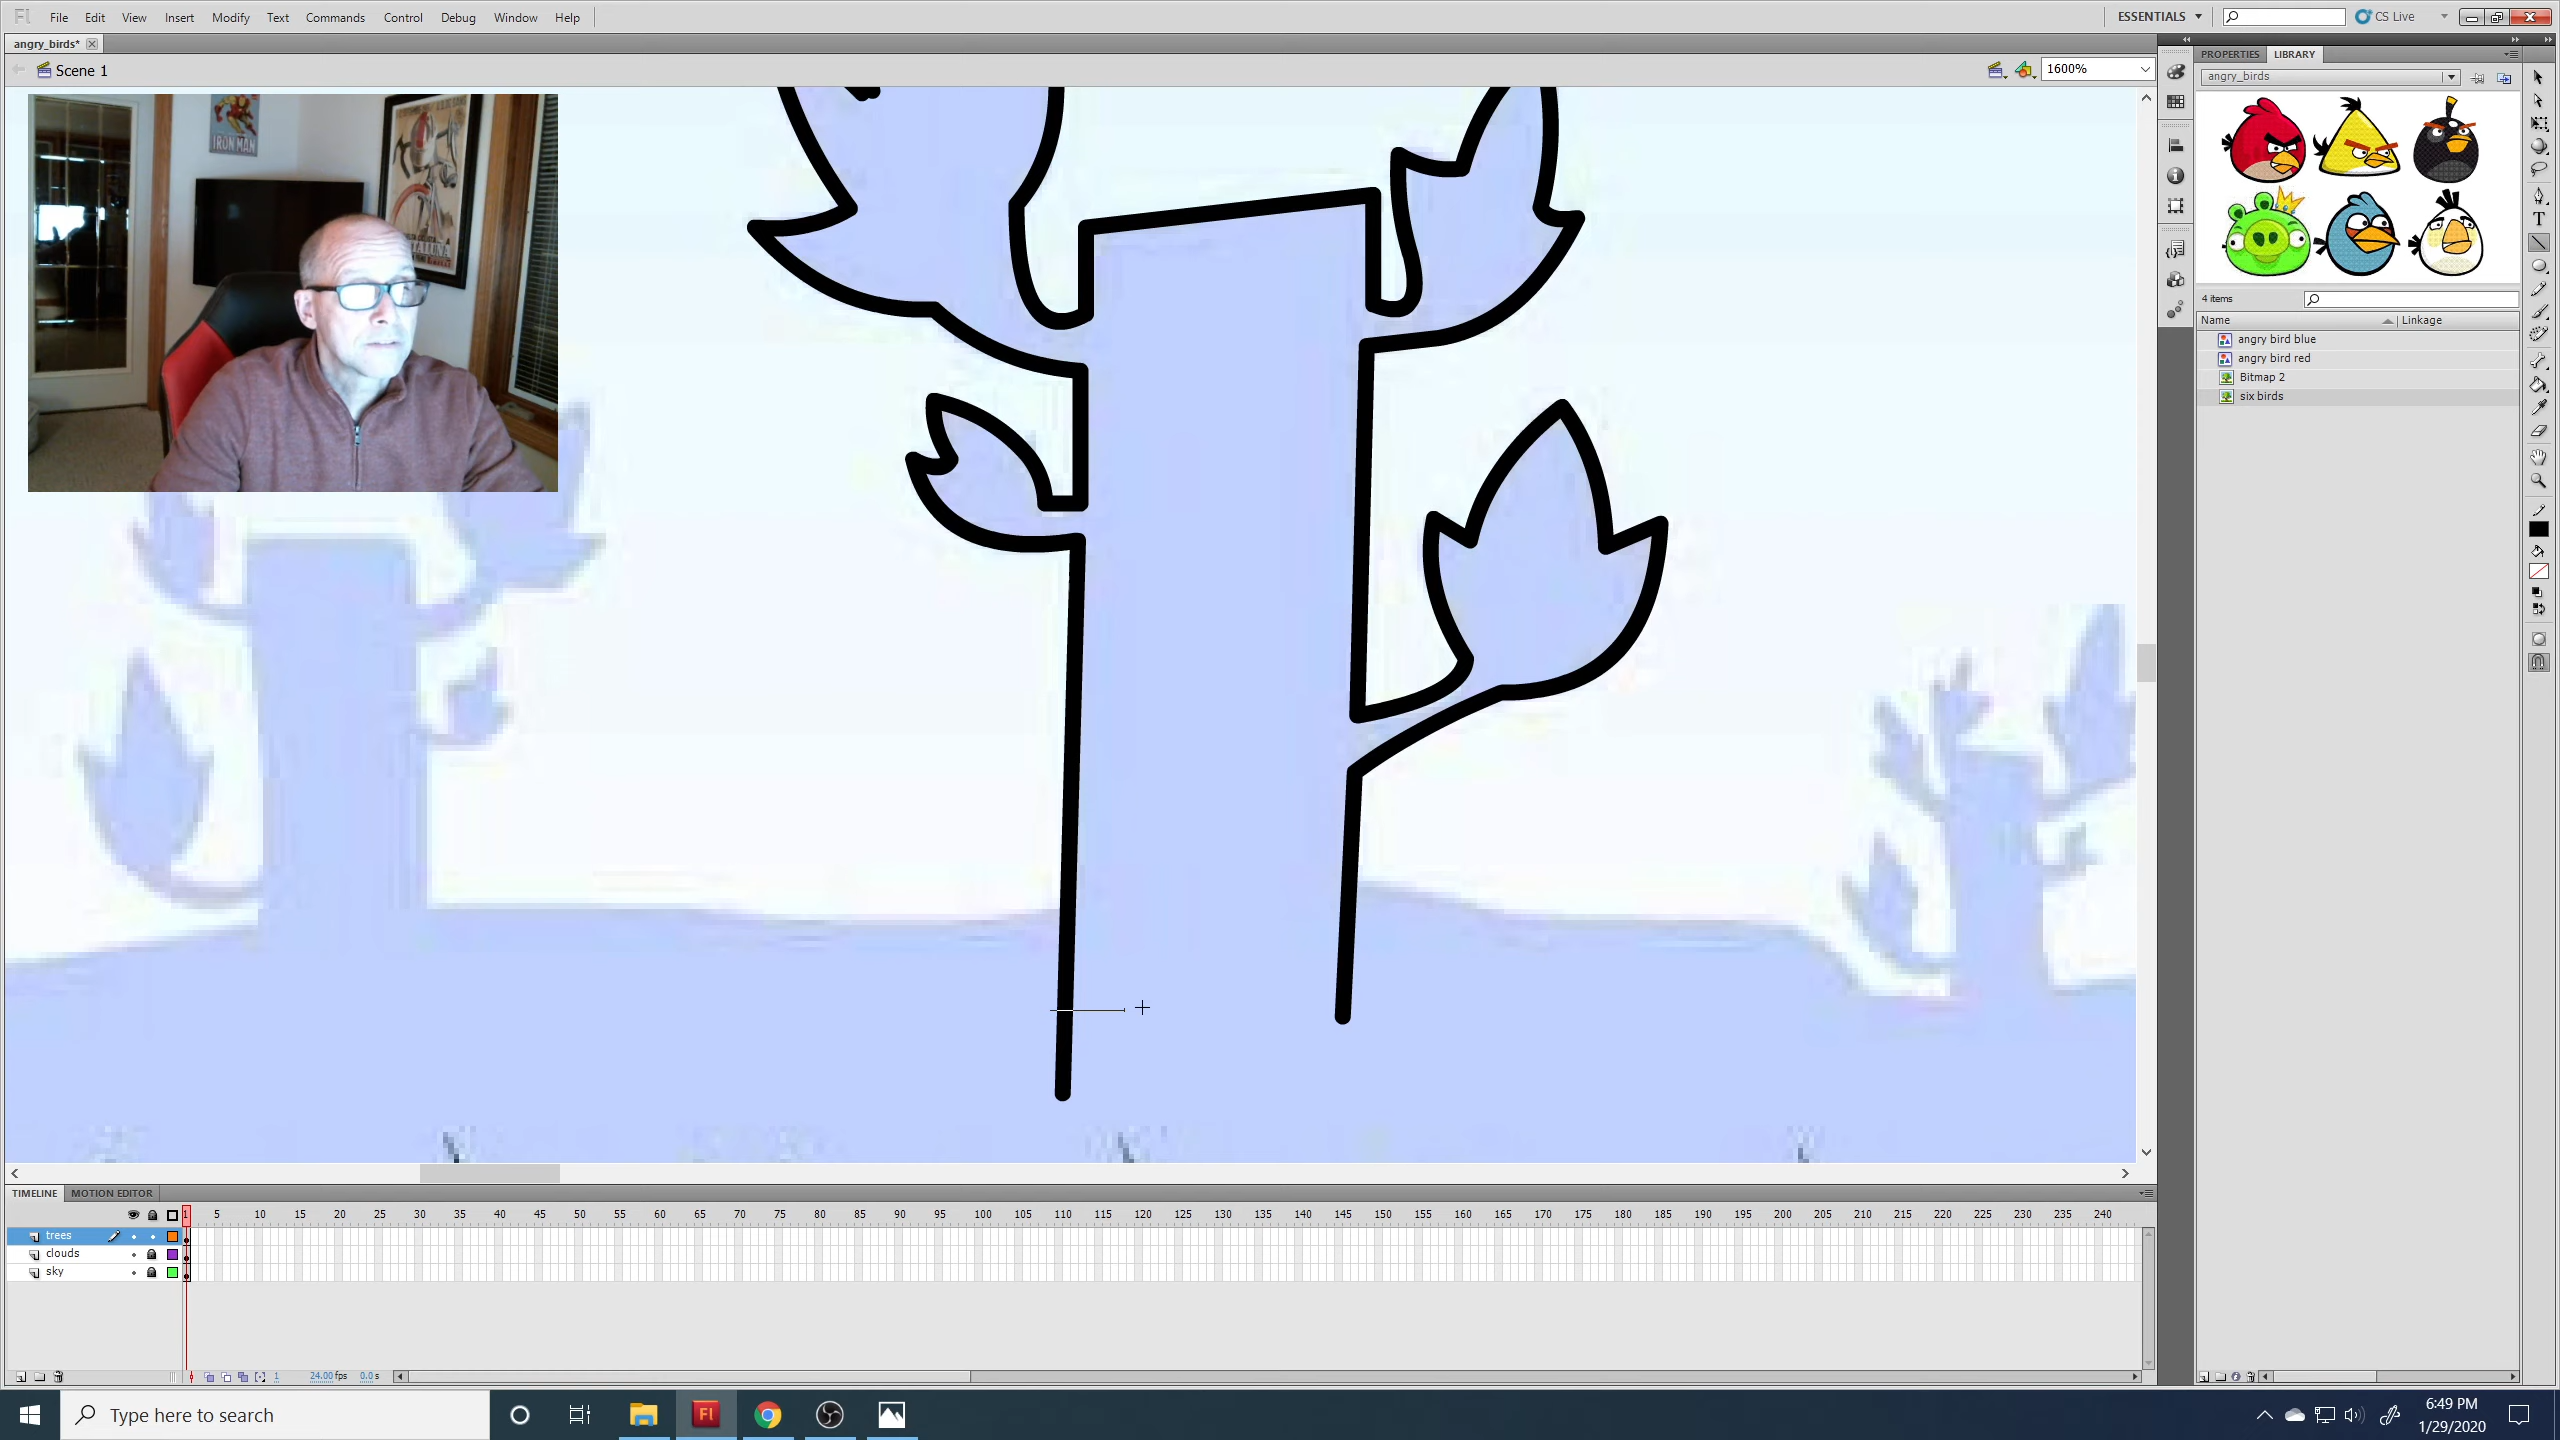 Fl File Edit View Insert Modify Text Commands Control Debug Window Help ESSENTIALS CS Live
angry_birds*
Scene 1 1600%
PROPERTIES LIBRARY
angry_birds
IRON MAN
4 items
Name Linkage
angry bird blue
angry bird red
Bitmap 2
six birds
T
TIMELINE MOTION EDITOR
1 5 10 15 20 25 30 35 40 45 50 55 60 65 70 75 80 85 90 95 100 105 110 115 120 125 130 135 140 145 150 155 160 165 170 175 180 185 190 195 200 205 210 215 220 225 230 235 240
trees
clouds
sky
1 24.00 fps 0.0 s
Type here to search
Fl
6:49 PM
1/29/2020